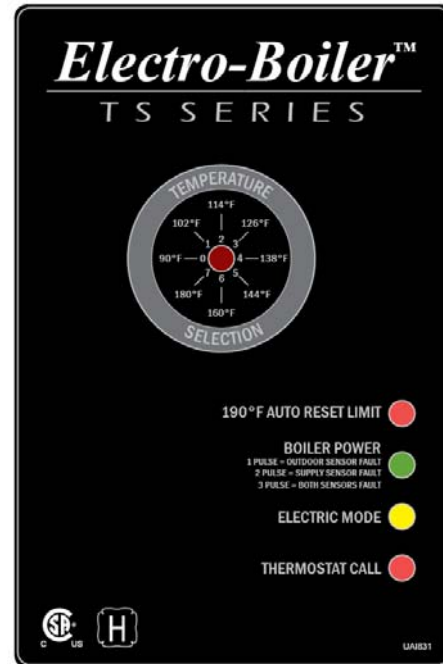 Electro-Boiler™
TS SERIES
TEMPERATURE
114°F
102°F 126°F
1 2 3
90°F 0 4 138°F
7 6 5
180°F 144°F
160°F
SELECTION
190°F AUTO RESET LIMIT
BOILER POWER
1 PULSE = OUTDOOR SENSOR FAULT
2 PULSE = SUPPLY SENSOR FAULT
3 PULSE = BOTH SENSORS FAULT
ELECTRIC MODE
THERMOSTAT CALL
SA®
C US
H
UAI831